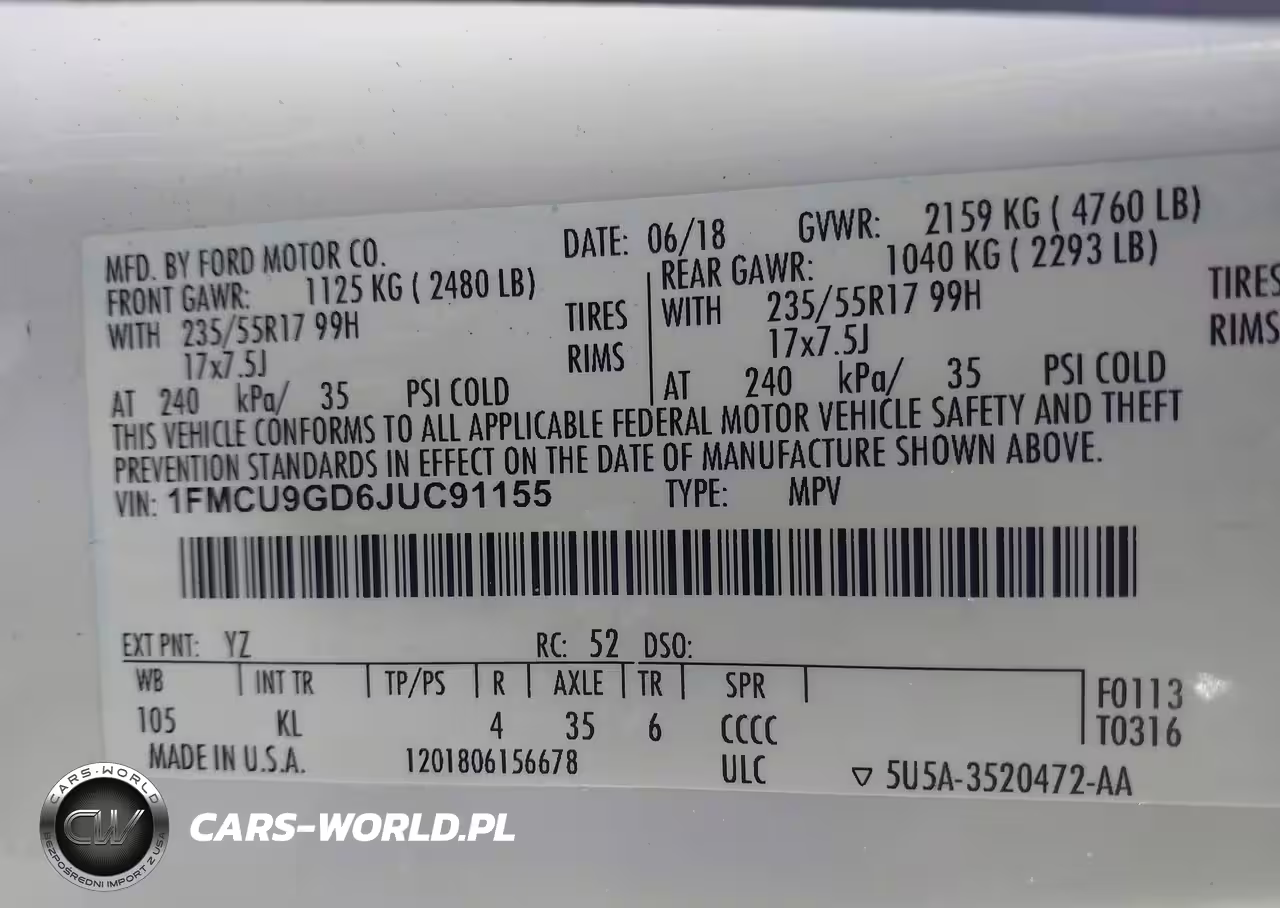 MFD. BY FORD MOTOR CO. DATE: 06/18 GVWR: 2159 KG ( 4760 LB)
FRONT GAWR: 1125 KG ( 2480 LB) REAR GAWR: 1040 KG ( 2293 LB)
WITH 235/55R17 99H TIRES WITH 235/55R17 99H TIRES
17x7.5J RIMS 17x7.5J RIMS
AT 240 kPa/ 35 PSI COLD AT 240 kPa/ 35 PSI COLD
THIS VEHICLE CONFORMS TO ALL APPLICABLE FEDERAL MOTOR VEHICLE SAFETY AND THEFT
PREVENTION STANDARDS IN EFFECT ON THE DATE OF MANUFACTURE SHOWN ABOVE.
VIN: 1FMCU9GD6JUC91155 TYPE: MPV
EXT PNT: YZ RC: 52 DSO:
WB INT TR TP/PS R AXLE TR SPR F0113
105 KL 4 35 6 CCCC T0316
MADE IN U.S.A. 1201806156678 ULC ▽ 5U5A-3520472-AA
CARS-WORLD
CW
BEZPOŚREDNI IMPORT Z USA
CARS-WORLD.PL